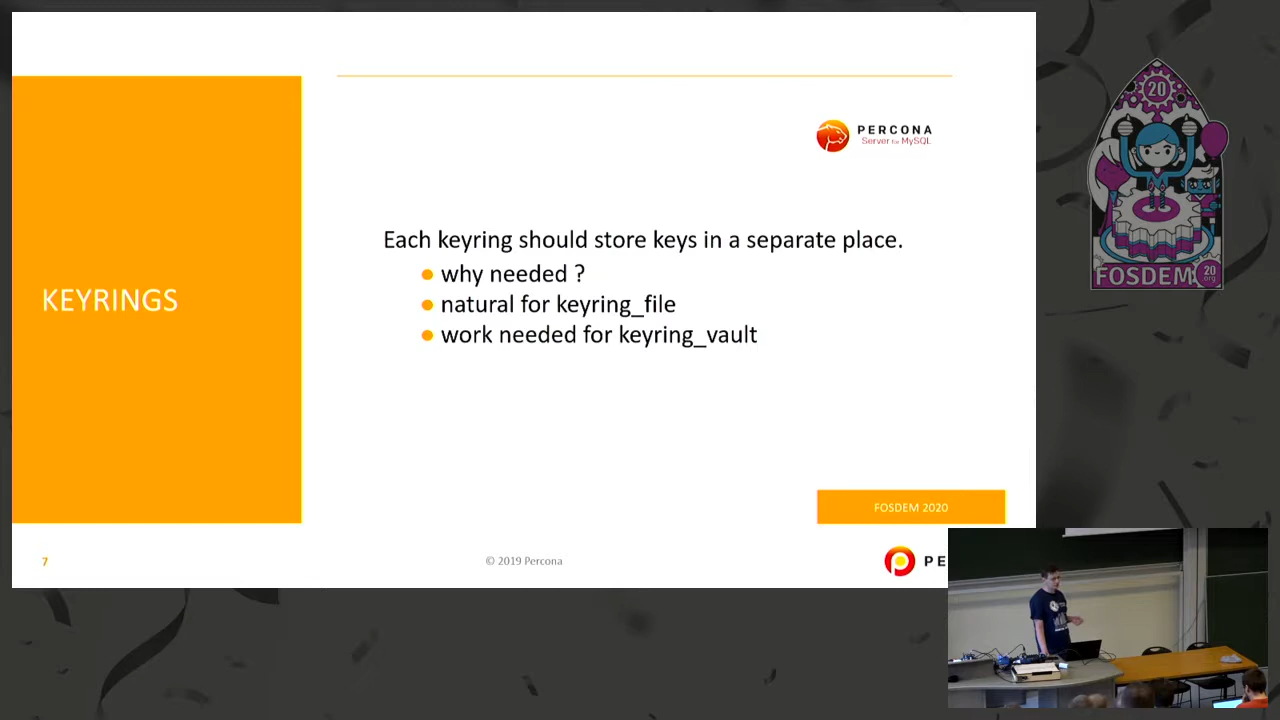 PERCONA
Server for MySQL
Each keyring should store keys in a separate place.
why needed ?
natural for keyring_file
work needed for keyring_vault
KEYRINGS
FOSDEM 2020
7
© 2019 Percona
PE
20
FOSDEM
20
org